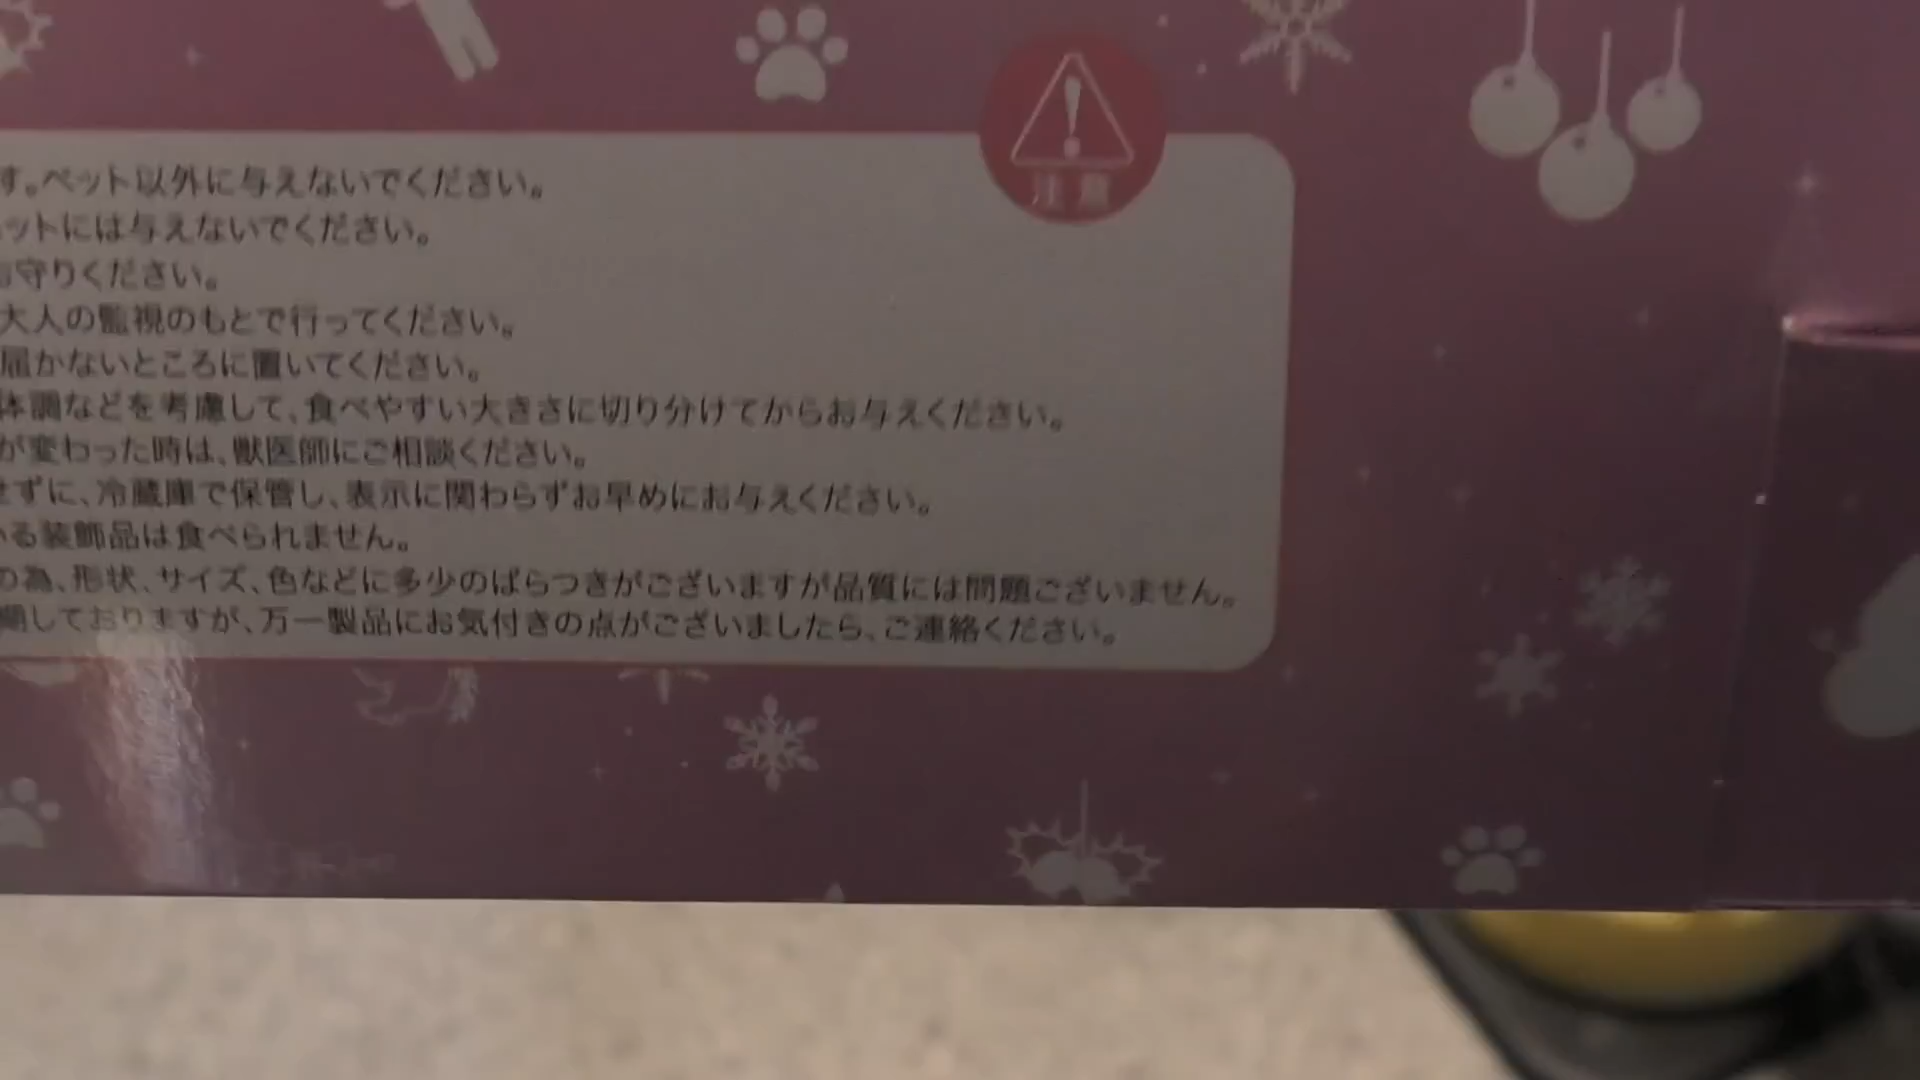 注意
す。ペット以外に与えないでください。
ットには与えないでください。
お守りください。
大人の監視のもとで行ってください。
届かないところに置いてください。
体調などを考慮して、食べやすい大きさに切り分けてからお与えください。
が変わった時は、獣医師にご相談ください。
せずに、冷蔵庫で保管し、表示に関わらずお早めにお与えください。
いる装飾品は食べられません。
の為、形状、サイズ、色などに多少のばらつきがございますが品質には問題ございません。
期しておりますが、万一製品にお気付きの点がございましたら、ご連絡ください。